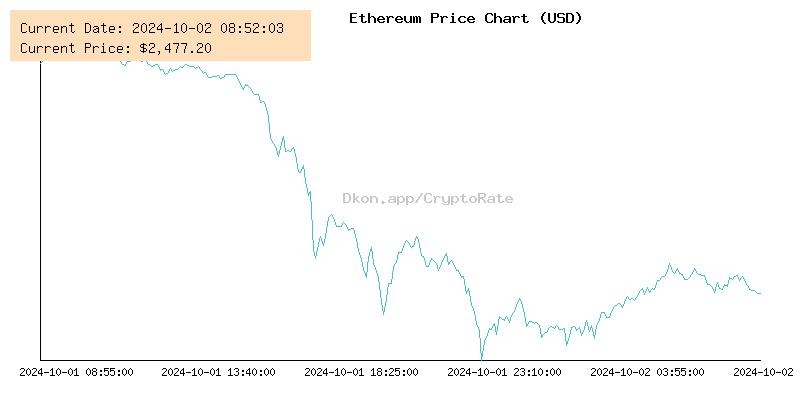 Ethereum Price Chart (USD)
Current Date: 2024-10-02 08:52:03
Current Price: $2,477.20
Dkon.app/CryptoRate
2024-10-01 08:55:00 2024-10-01 13:40:00 2024-10-01 18:25:00 2024-10-01 23:10:00 2024-10-02 03:55:00 2024-10-02